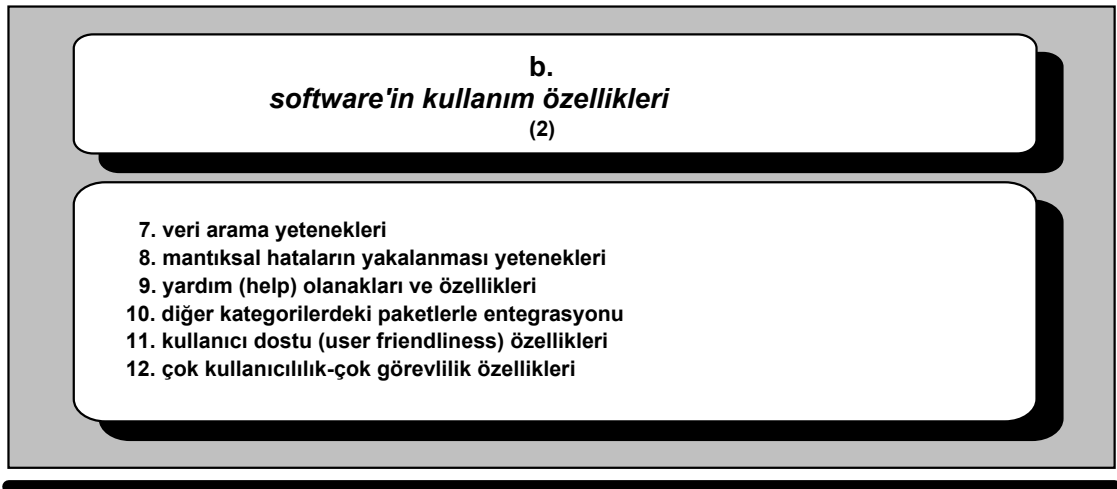 b.
software'in kullanım özellikleri
(2)
7. veri arama yetenekleri
8. mantıksal hataların yakalanması yetenekleri
9. yardım (help) olanakları ve özellikleri
10. diğer kategorilerdeki paketlerle entegrasyonu
11. kullanıcı dostu (user friendliness) özellikleri
12. çok kullanıcılılık-çok görevlilik özellikleri